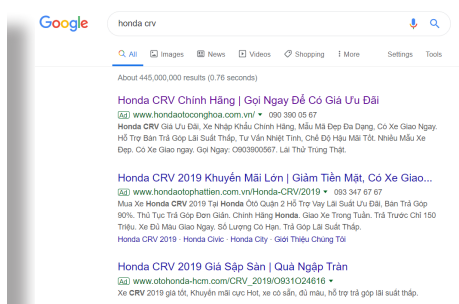 Google honda crv
All Images News Videos Shopping More Settings Tools
About 445,000,000 results (0.76 seconds)
Honda CRV Chính Hãng | Gọi Ngay Để Có Giá Ưu Đãi
Ad www.hondaotoconghoa.com.vn/ 090 390 05 67
Honda CRV Giá Ưu Đãi, Xe Nhập Khẩu Chính Hãng, Mẫu Mã Đẹp Đa Dạng, Có Xe Giao Ngay.
Hỗ Trợ Bán Trả Góp Lãi Suất Thấp, Tư Vấn Nhiệt Tình, Chế Độ Hậu Mãi Tốt. Nhiều Mẫu Xe
Đẹp. Có Xe Giao ngay. Gọi Ngay: O903900567. Lai Thử Trúng Thật.
Honda CRV 2019 Khuyến Mãi Lớn | Giảm Tiền Mặt, Có Xe Giao...
Ad www.hondaotophattien.com.vn/Honda-CRV/2019 093 347 67 67
Mua Xe Honda CRV 2019 Tại Honda Ôtô Quận 2 Hỗ Trợ Vay Lãi Suất Ưu Đãi, Bán Trả Góp
90%. Thủ Tục Trả Góp Đơn Giản. Chính Hãng Honda. Giao Xe Trong Tuần. Trả Trước Chỉ 150
Triệu. Xe Đủ Màu Giao Ngay. Số Lượng Có Hạn. Trả Góp Lãi Suất Thấp.
Honda CRV 2019 · Honda Civic · Honda City · Giới Thiệu Chúng Tôi
Honda CRV 2019 Giá Sập Sàn | Quà Ngập Tràn
Ad www.otohonda-hcm.com/CRV_2019/O931O24616
Xe CRV 2019 giá tốt, Khuyến mãi cực Hot, xe có sẵn, đủ màu, hỗ trợ trả góp lãi suất thấp.